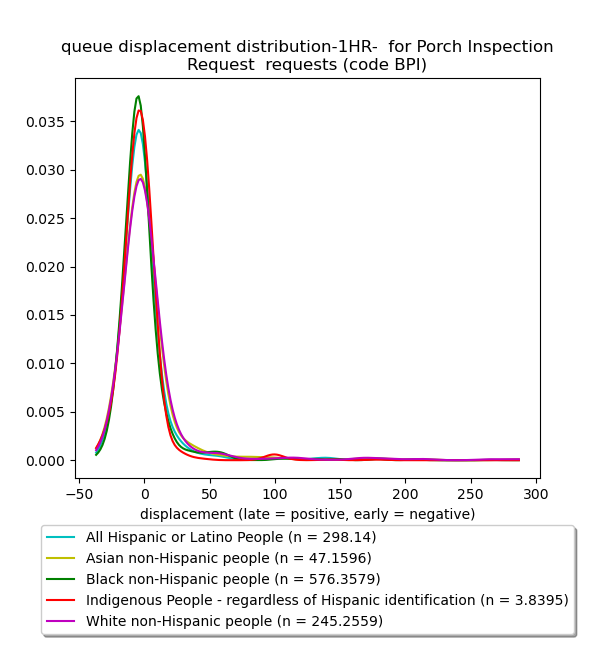 queue displacement distribution-1HR-  for Porch Inspection
Request  requests (code BPI)
0.035
0.030
0.025
0.020
0.015
0.010
0.005
0.000
−50 0 50 100 150 200 250 300
displacement (late = positive, early = negative)
All Hispanic or Latino People (n = 298.14)
Asian non-Hispanic people (n = 47.1596)
Black non-Hispanic people (n = 576.3579)
Indigenous People - regardless of Hispanic identification (n = 3.8395)
White non-Hispanic people (n = 245.2559)